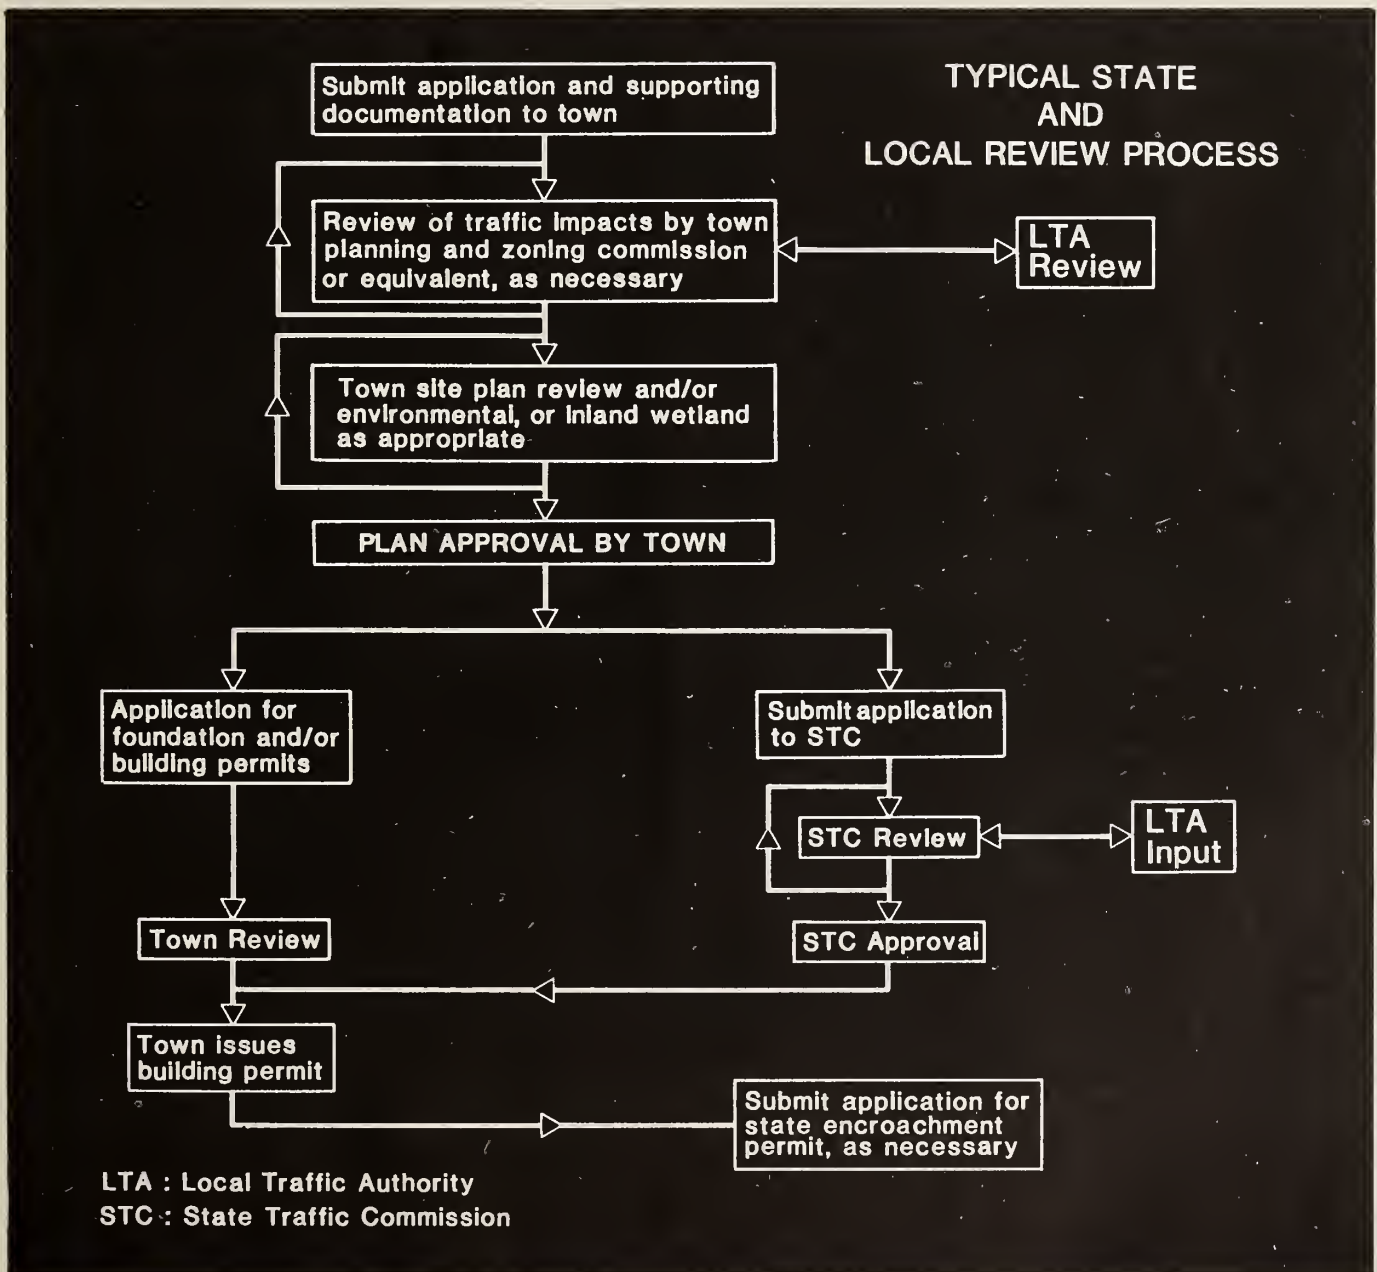 TYPICAL STATE
AND
LOCAL REVIEW PROCESS
Submit application and supporting
documentation to town
Review of traffic impacts by town
planning and zoning commission
or equivalent, as necessary
LTA
Review
Town site plan review and/or
environmental, or inland wetland
as appropriate
PLAN APPROVAL BY TOWN
Application for
foundation and/or
building permits
Submit application
to STC
STC Review
LTA
Input
Town Review
STC Approval
Town issues
building permit
Submit application for
state encroachment
permit, as necessary
LTA : Local Traffic Authority
STC : State Traffic Commission